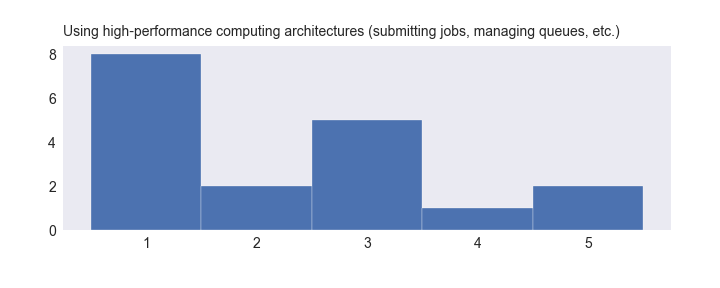 Using high-performance computing architectures (submitting jobs, managing queues, etc.)
8
6
4
2
0
1 2 3 4 5